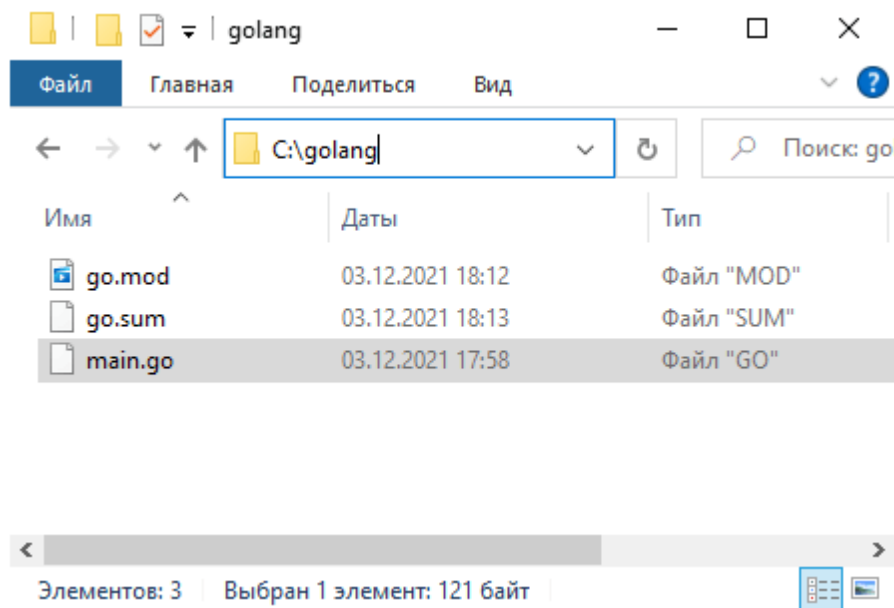 golang
Файл Главная Поделиться Вид
C:\golang Поиск: go
Имя Даты Тип
go.mod 03.12.2021 18:12 Файл "MOD"
go.sum 03.12.2021 18:13 Файл "SUM"
main.go 03.12.2021 17:58 Файл "GO"
Элементов: 3 Выбран 1 элемент: 121 байт